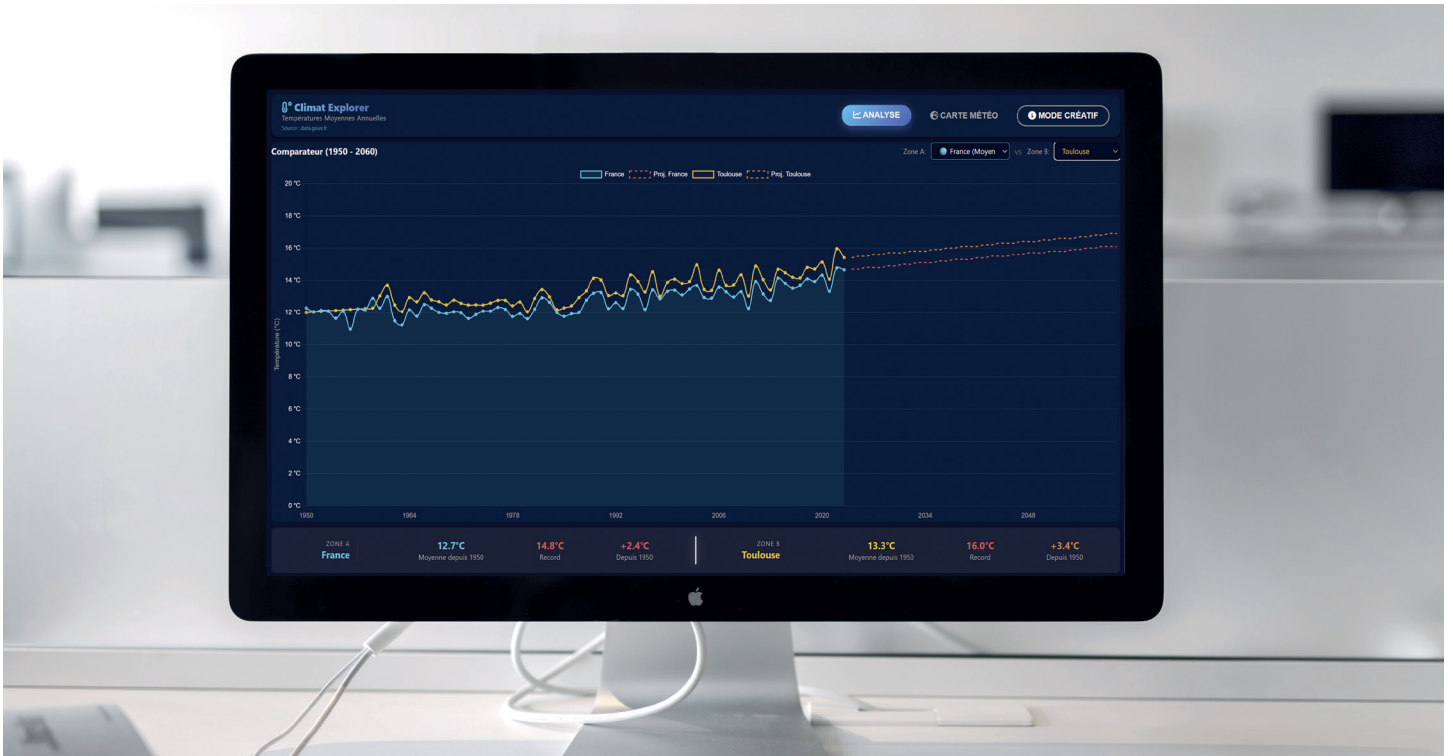 Climat Explorer
Températures Moyennes Annuelles
Source : data.gouv.fr
ANALYSE
CARTE MÉTÉO
MODE CRÉATIF
Comparateur (1950 - 2060)
Zone A: France (Moyen vs Zone B: Toulouse
France Proj. France Toulouse Proj. Toulouse
20 °C
18 °C
16 °C
14 °C
12 °C
10 °C
8 °C
6 °C
4 °C
2 °C
0 °C
Température (°C)
1950 1964 1978 1992 2006 2020 2034 2048
ZONE A
France
12.7°C
Moyenne depuis 1950
14.8°C
Record
+2.4°C
Depuis 1950
ZONE B
Toulouse
13.3°C
Moyenne depuis 1950
16.0°C
Record
+3.4°C
Depuis 1950